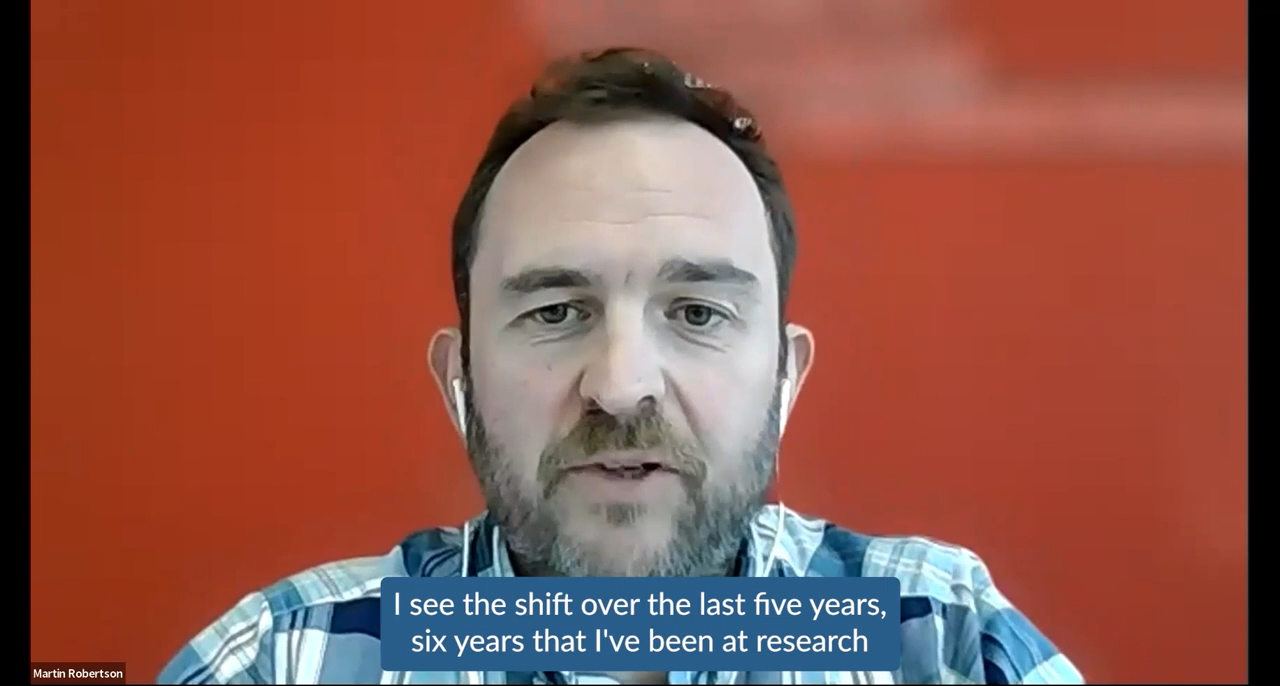 I see the shift over the last five years,
six years that I've been at research
Martin Robertson